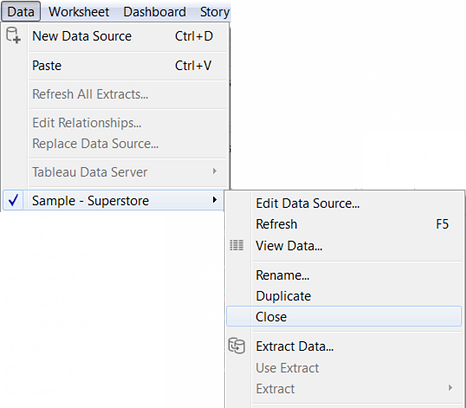 Data Worksheet Dashboard Story
New Data Source Ctrl+D
Paste Ctrl+V
Refresh All Extracts...
Edit Relationships...
Replace Data Source...
Tableau Data Server
Sample - Superstore
Edit Data Source...
Refresh F5
View Data...
Rename...
Duplicate
Close
Extract Data...
Use Extract
Extract